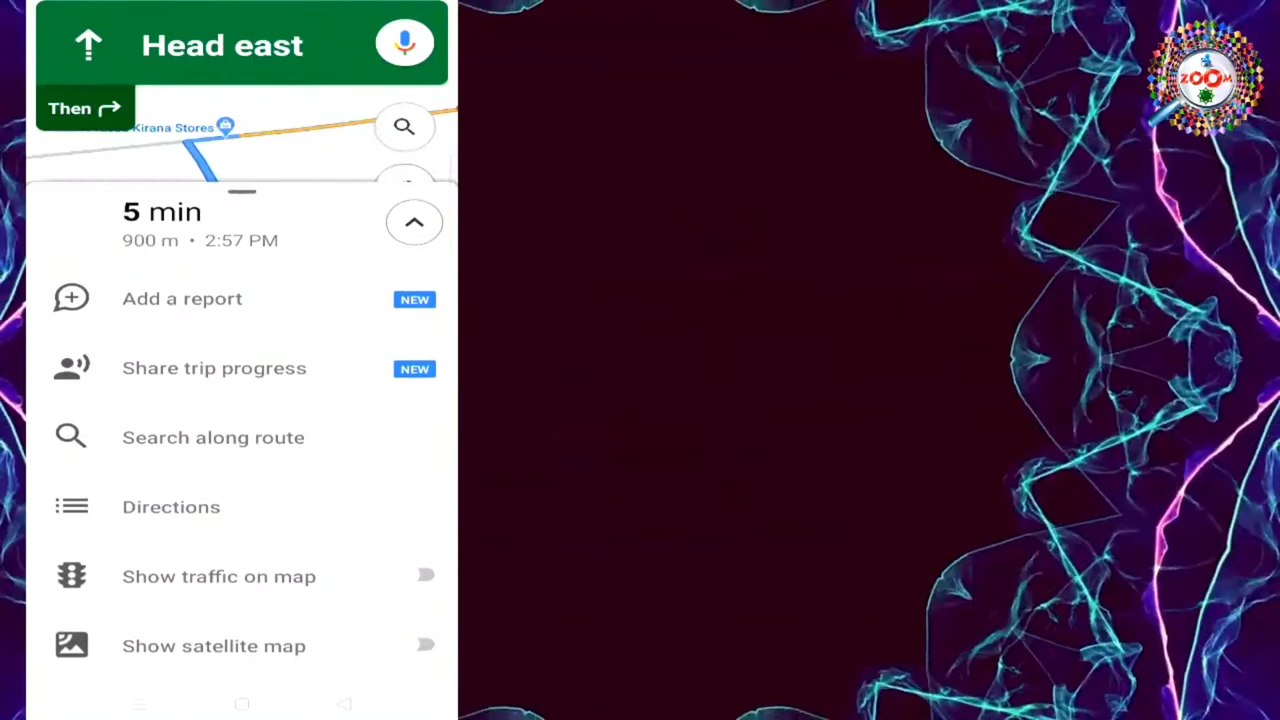 Head east
Then
Kirana Stores
5 min
900 m • 2:57 PM
Add a report
NEW
Share trip progress
NEW
Search along route
Directions
Show traffic on map
Show satellite map
ZOOM